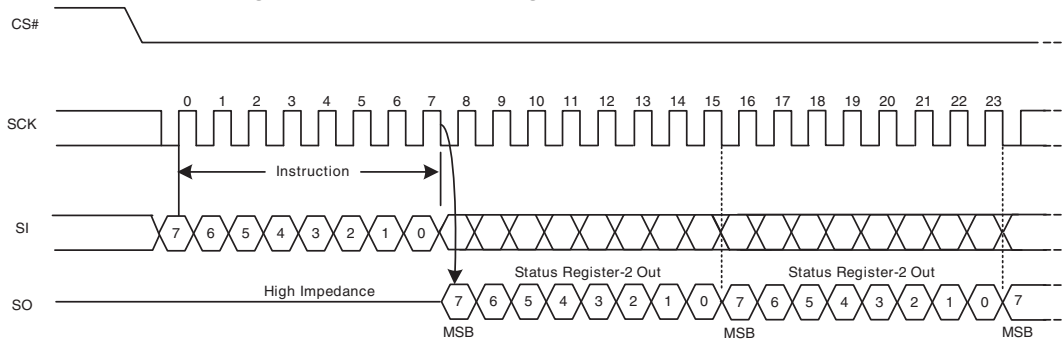 CS#
SCK
0 1 2 3 4 5 6 7 8 9 10 11 12 13 14 15 16 17 18 19 20 21 22 23
Instruction
SI
7 6 5 4 3 2 1 0
Status Register-2 Out Status Register-2 Out
SO
High Impedance
7 6 5 4 3 2 1 0 7 6 5 4 3 2 1 0 7
MSB MSB MSB